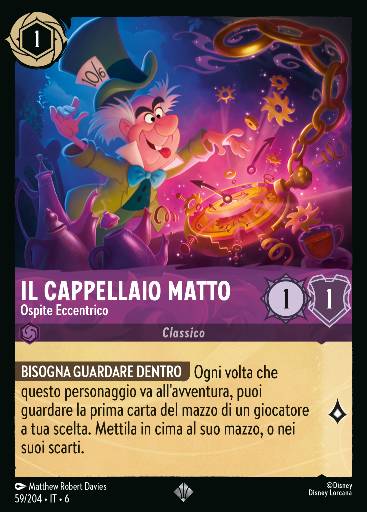 1
10/6
IL CAPPELLAIO MATTO
Ospite Eccentrico
1
1
Classico
BISOGNA GUARDARE DENTRO Ogni volta che
questo personaggio va all'avventura, puoi
guardare la prima carta del mazzo di un giocatore
a tua scelta. Mettila in cima al suo mazzo, o nei
suoi scarti.
Matthew Robert Davies
59/204 • IT • 6
©Disney
Disney Lorcana